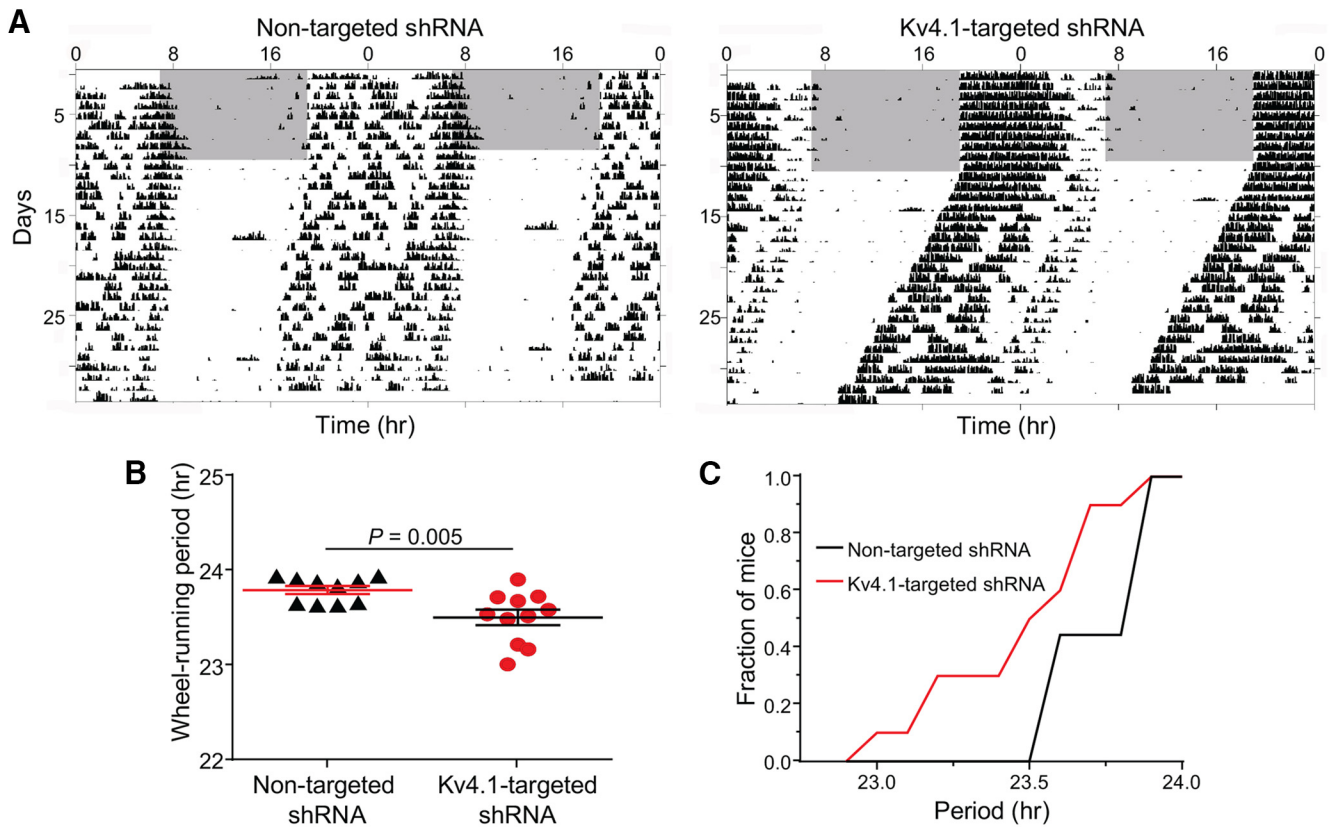 A
Non-targeted shRNA
Kv4.1-targeted shRNA
0 8 16 0 8 16 0
0 8 16 0 8 16 0
Days
5
15
25
5
15
25
Time (hr)
Time (hr)
B
Wheel-running period (hr)
25
24
23
22
P = 0.005
Non-targeted
shRNA
Kv4.1-targeted
shRNA
C
Fraction of mice
1.0
0.8
0.6
0.4
0.2
0.0
Non-targeted shRNA
Kv4.1-targeted shRNA
23.0 23.5 24.0
Period (hr)